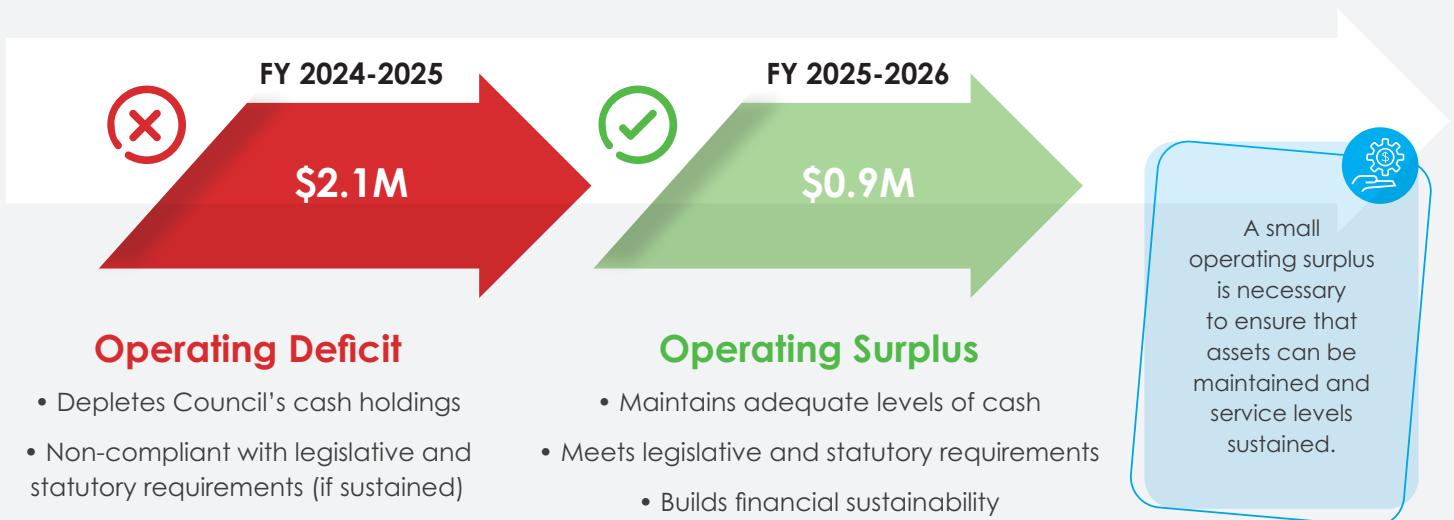 FY 2024-2025
$2.1M
Operating Deficit
• Depletes Council’s cash holdings
• Non-compliant with legislative and
statutory requirements (if sustained)
FY 2025-2026
$0.9M
Operating Surplus
• Maintains adequate levels of cash
• Meets legislative and statutory requirements
• Builds financial sustainability
$
A small
operating surplus
is necessary
to ensure that
assets can be
maintained and
service levels
sustained.